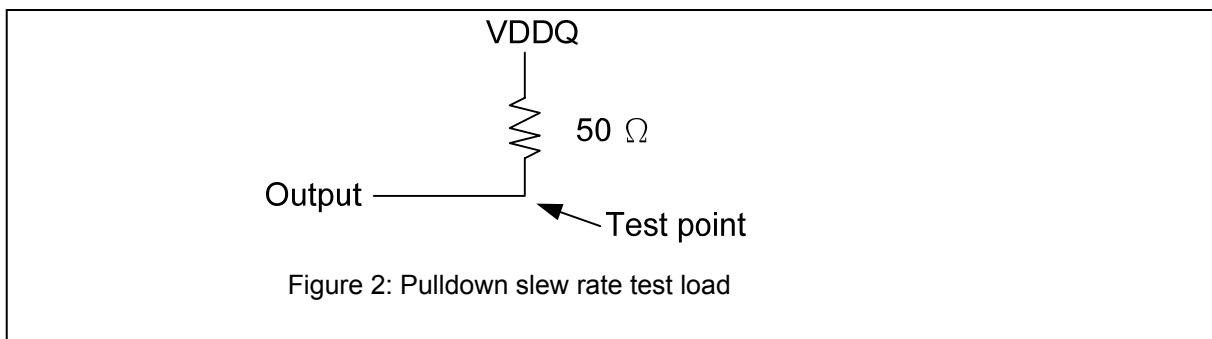 VDDQ
50 Ω
Output
Test point
Figure 2: Pulldown slew rate test load